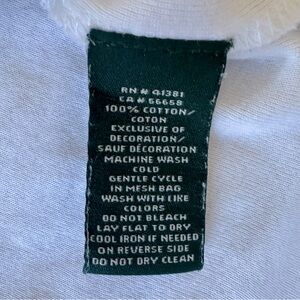 RN # 41381
CA # 56658
100% COTTON/
COTON
EXCLUSIVE OF
DECORATION/
SAUF DÉCORATION
MACHINE WASH
COLD
GENTLE CYCLE
IN MESH BAG
WASH WITH LIKE
COLORS
DO NOT BLEACH
LAY FLAT TO DRY
COOL IRON IF NEEDED
ON REVERSE SIDE
DO NOT DRY CLEAN